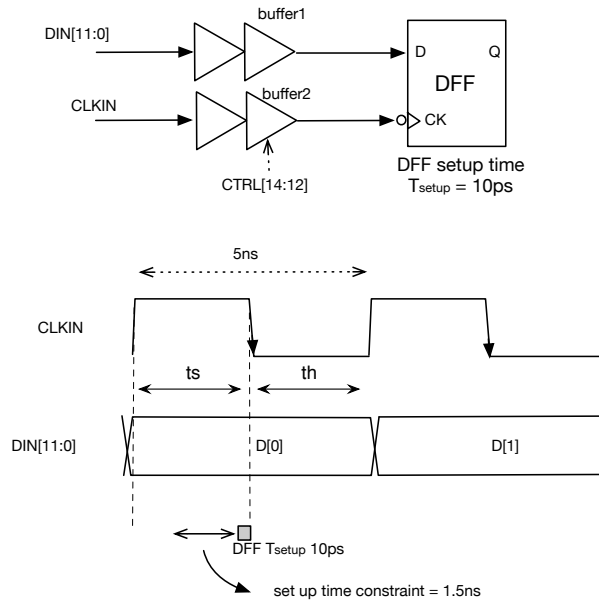 buffer1
DIN[11:0]
D Q
DFF
buffer2
CLKIN
CK
CTRL[14:12]
DFF setup time
Tsetup = 10ps
5ns
CLKIN
ts th
DIN[11:0] D[0] D[1]
DFF Tsetup 10ps
set up time constraint = 1.5ns